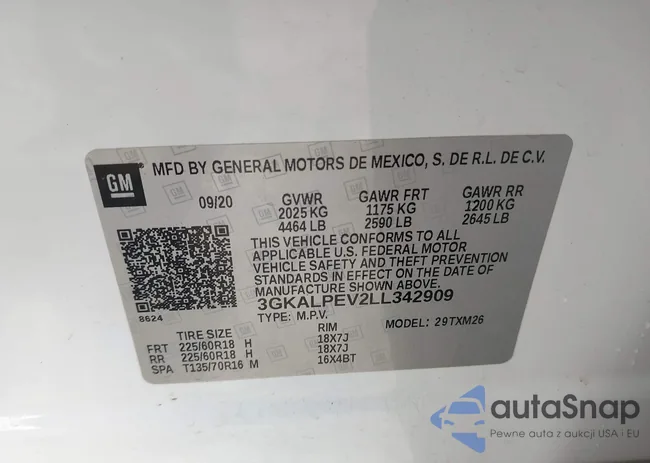 GM
MFD BY GENERAL MOTORS DE MEXICO, S. DE R.L. DE C.V.
09/20 GVWR GAWR FRT GAWR RR
2025 KG 1175 KG 1200 KG
4464 LB 2590 LB 2645 LB
THIS VEHICLE CONFORMS TO ALL
APPLICABLE U.S. FEDERAL MOTOR
VEHICLE SAFETY AND THEFT PREVENTION
STANDARDS IN EFFECT ON THE DATE OF
MANUFACTURE SHOWN ABOVE.
3GKALPEV2LL342909
8624
TYPE: M.P.V. MODEL: 29TXM26
TIRE SIZE RIM
FRT 225/60R18 H 18X7J
RR 225/60R18 H 18X7J
SPA T135/70R16 M 16X4BT
autaSnap
Pewne auta z aukcji USA i EU